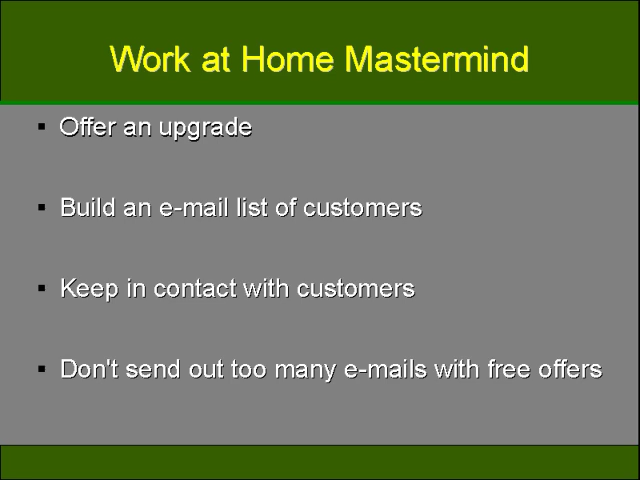 Work at Home Mastermind
▪ Offer an upgrade
▪ Build an e-mail list of customers
▪ Keep in contact with customers
▪ Don't send out too many e-mails with free offers